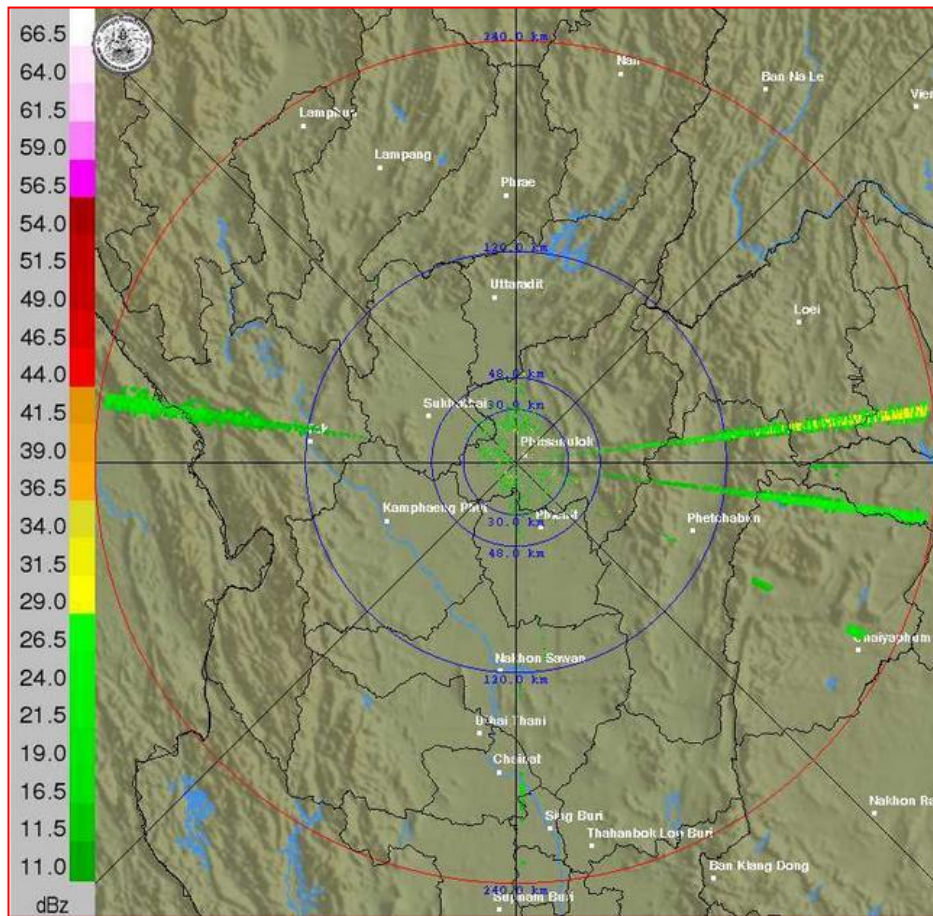 66.5
64.0
61.5
59.0
56.5
54.0
51.5
49.0
46.5
44.0
41.5
39.0
36.5
34.0
31.5
29.0
26.5
24.0
21.5
19.0
16.5
11.5
11.0
dBz
240.0 km
Nan
Ban Na Le
Lamphun
Lampang
Phrae
120.0 km
Uttaradit
Loei
48.0 km
30.0 km
Sukhothai
Phitsanulok
Kamphaeng Phet
Phichit
30.0 km
48.0 km
Phetchabun
Chaiyaphum
Nakhon Sawan
120.0 km
Uthai Thani
Chainat
Nakhon Ra
Sing Buri
Thahanbok Lop Buri
Ban Klang Dong
240.0 km
Suphan Buri